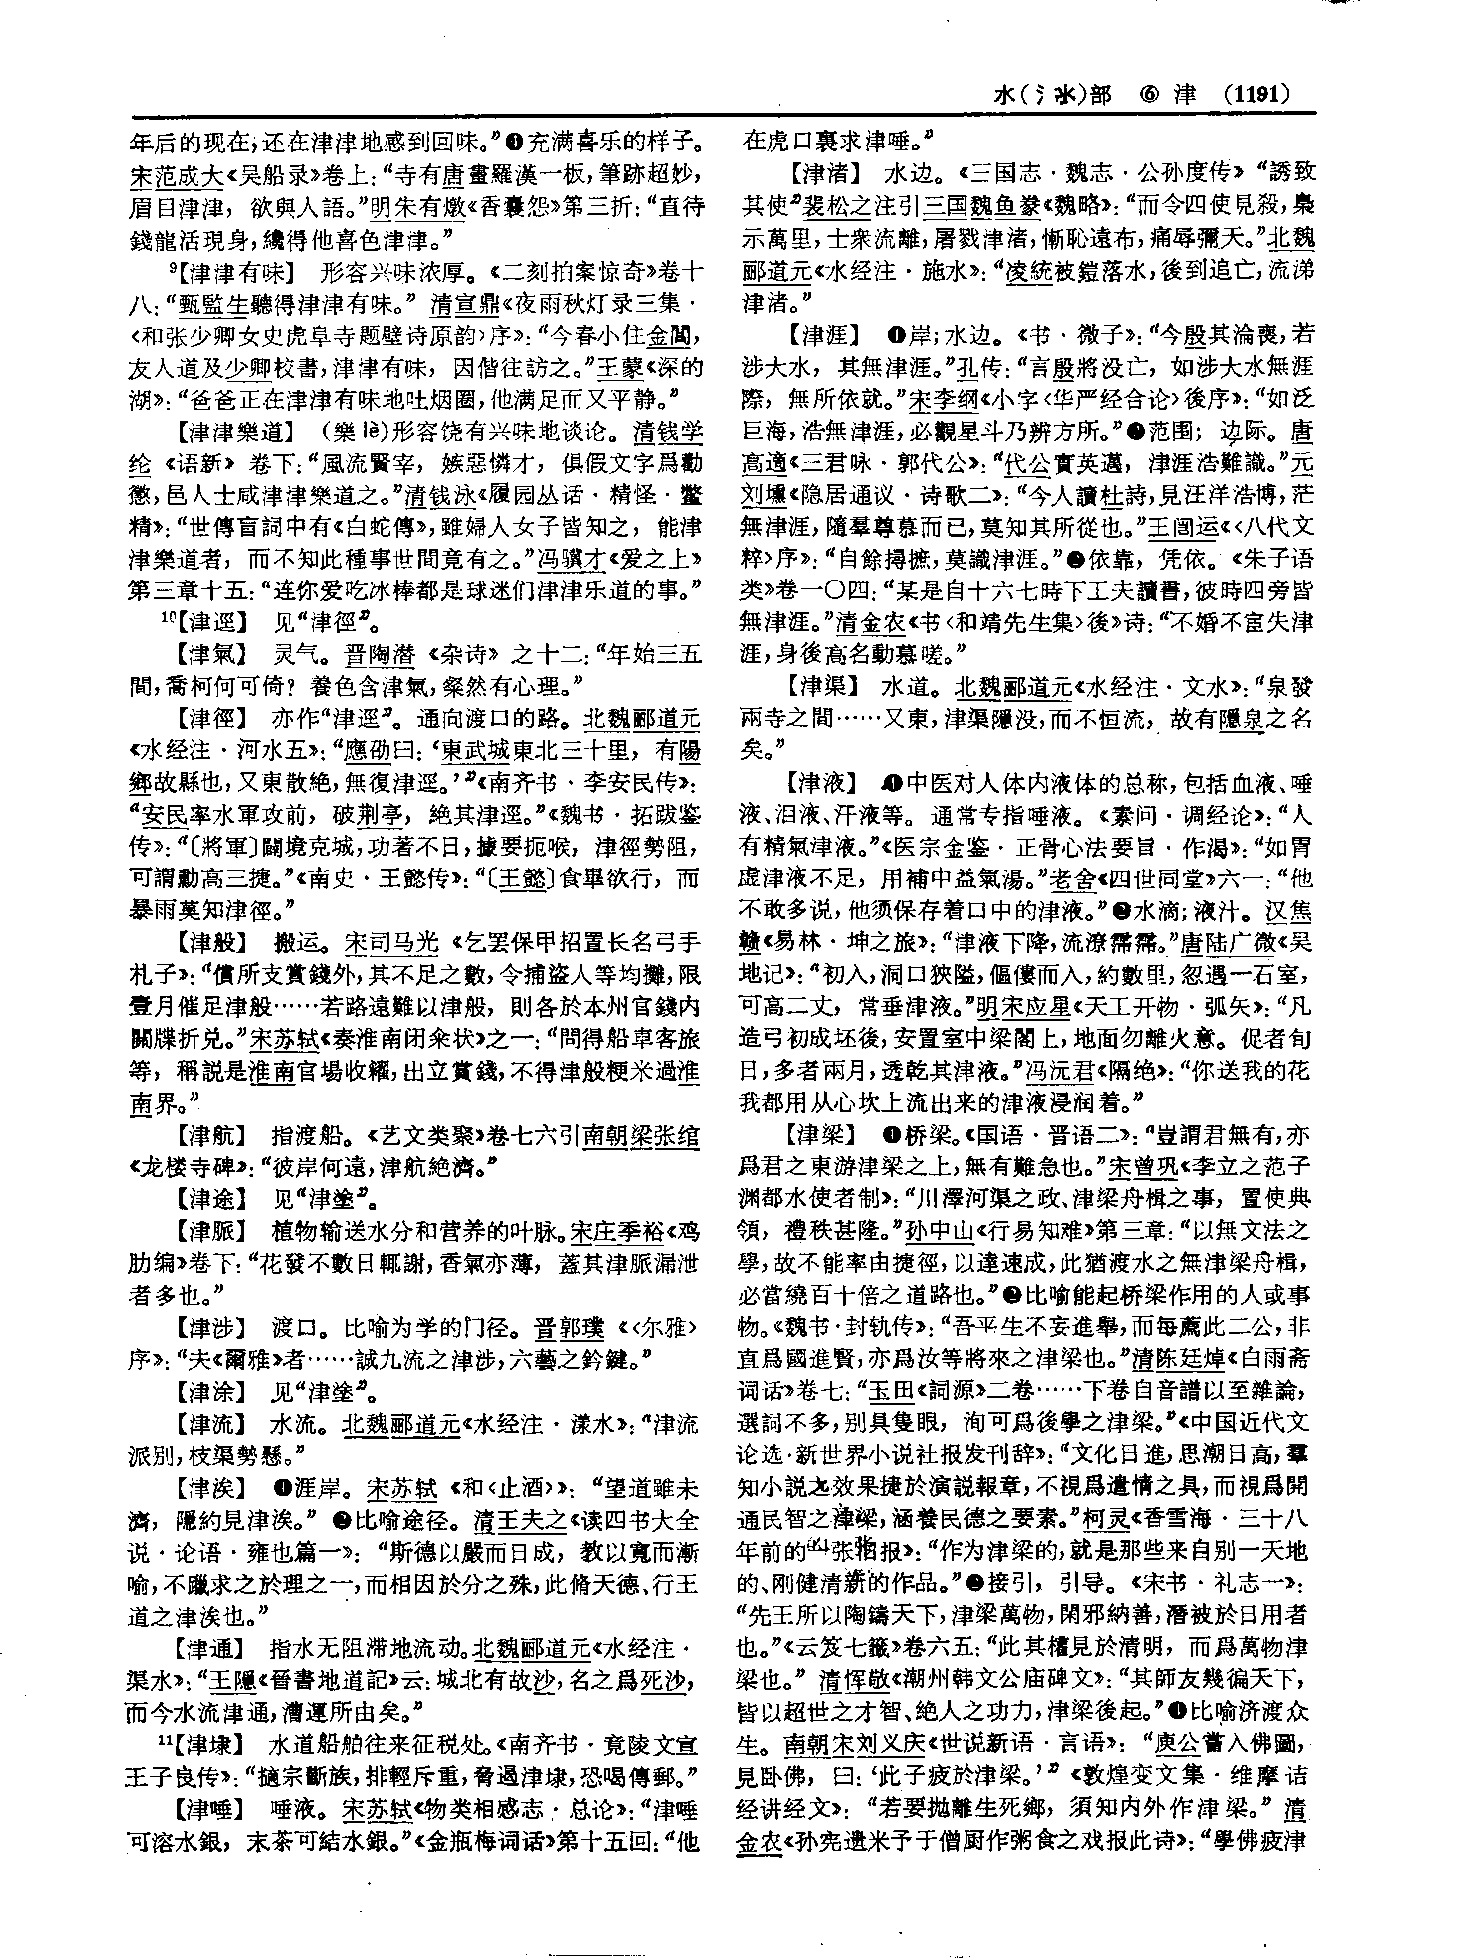 水(氵氺)部 ⑥ 津 (1191)
年后的现在,还在津津地感到回味。”❹充满喜乐的样子。
宋范成大《吴船录》卷上:“寺有唐畫羅漢一板,筆跡超妙,
眉目津津，欲與人語。”明朱有燉《香囊怨》第三折:“直待
錢龍活現身,纔得他喜色津津。”
9【津津有味】 形容兴味浓厚。《二刻拍案惊奇》卷十
八:“甄監生聽得津津有味。” 清宣鼎《夜雨秋灯录三集·
〈和张少卿女史虎阜寺题壁诗原韵〉序》:“今春小住金閶,
友人道及少卿校書,津津有味，因偕往訪之。”王蒙《深的
湖》:“爸爸正在津津有味地吐烟圈,他满足而又平静。”
【津津樂道】 (樂 lè)形容饶有兴味地谈论。清钱学
纶《语新》卷下:“風流賢宰，嫉惡憐才，俱假文字爲勸
懲,邑人士咸津津樂道之。”清钱泳《履园丛话·精怪·鳖
精》:“世傳盲詞中有《白蛇傳》,雖婦人女子皆知之，能津
津樂道者，而不知此種事世間竟有之。”冯骥才《爱之上》
第三章十五:“连你爱吃冰棒都是球迷们津津乐道的事。”
10【津逕】 见“津徑”。
【津氣】 灵气。晋陶潜《杂诗》之十二:“年始三五
間,喬柯何可倚？養色含津氣,粲然有心理。”
【津徑】 亦作“津逕”。通向渡口的路。北魏郦道元
《水经注·河水五》:“應劭曰:‘東武城東北三十里，有陽
鄉故縣也,又東散絶,無復津逕。’”《南齐书·李安民传》:
“安民率水軍攻前，破荆亭，絶其津逕。”《魏书·拓跋鉴
传》:“〔將軍〕闢境克城,功著不日,據要扼喉，津徑勢阻，
可謂勳高三捷。”《南史·王懿传》:“〔王懿〕食畢欲行，而
暴雨莫知津徑。”
【津般】 搬运。宋司马光《乞罢保甲招置长名弓手
札子》:“償所支賞錢外,其不足之數,令捕盗人等均攤,限
壹月催足津般……若路遠難以津般，則各於本州官錢内
關牒折兑。”宋苏轼《奏淮南闭籴状》之一:“問得船車客旅
等，稱説是淮南官場收糴,出立賞錢,不得津般粳米過淮
南界。”
【津航】 指渡船。《艺文类聚》卷七六引南朝梁张绾
《龙楼寺碑》:“彼岸何遠,津航絶濟。”
【津途】 见“津塗”。
【津脈】 植物输送水分和营养的叶脉。宋庄季裕《鸡
肋编》卷下:“花發不數日輒謝,香氣亦薄，蓋其津脈漏泄
者多也。”
【津涉】 渡口。比喻为学的门径。晋郭璞《〈尔雅〉
序》:“夫《爾雅》者……誠九流之津涉,六藝之鈐鍵。”
【津涂】 见“津塗”。
【津流】 水流。北魏郦道元《水经注·漾水》:“津流
派别,枝渠勢懸。”
【津涘】 ❶涯岸。宋苏轼《和〈止酒〉》:“望道雖未
濟，隱約見津涘。” ❷比喻途径。清王夫之《读四书大全
说·论语·雍也篇一》:“斯德以嚴而日成，教以寬而漸
喻,不躐求之於理之一,而相因於分之殊,此脩天德、行王
道之津涘也。”
【津通】 指水无阻滞地流动。北魏郦道元《水经注·
渠水》:“王隱《晉書地道記》云:城北有故沙,名之爲死沙,
而今水流津通,漕運所由矣。”
11【津埭】 水道船舶往来征税处。《南齐书·竟陵文宣
王子良传》:“擿宗斷族,排輕斥重,脅遏津埭,恐喝傳郵。”
【津唾】 唾液。宋苏轼《物类相感志·总论》:“津唾
可溶水銀，末茶可結水銀。”《金瓶梅词话》第十五回:“他
在虎口裏求津唾。”
【津渚】 水边。《三国志·魏志·公孙度传》“誘致
其使”裴松之注引三国魏鱼豢《魏略》:“而令四使見殺,梟
示萬里,士衆流離,屠戮津渚,慚恥遠布,痛辱彌天。”北魏
郦道元《水经注·施水》:“凌統被鎧落水,後到追亡,流涕
津渚。”
【津涯】 ❶岸;水边。《书·微子》:“今殷其淪喪,若
涉大水，其無津涯。”孔传:“言殷將没亡，如涉大水無涯
際，無所依就。”宋李纲《小字〈华严经合论〉後序》:“如泛
巨海,浩無津涯,必觀星斗乃辨方所。”❷范围；边际。唐
高適《三君咏·郭代公》:“代公實英邁，津涯浩難識。”元
刘壎《隐居通议·诗歌二》:“今人讀杜詩,見汪洋浩博,茫
無津涯,隨羣尊慕而已,莫知其所從也。”王闿运《〈八代文
粹〉序》:“自餘撏撦,莫識津涯。”❸依靠，凭依。《朱子语
类》卷一〇四:“某是自十六七時下工夫讀書,彼時四旁皆
無津涯。”清金农《书〈和靖先生集〉後》诗:“不婚不宦失津
涯,身後高名動慕嗟。”
【津渠】 水道。北魏郦道元《水经注·文水》:“泉發
兩寺之間……又東,津渠隱没,而不恒流，故有隱泉之名
矣。”
【津液】 ❶中医对人体内液体的总称,包括血液、唾
液、泪液、汗液等。通常专指唾液。《素问·调经论》:“人
有精氣津液。”《医宗金鉴·正骨心法要旨·作渴》:“如胃
虚津液不足，用補中益氣湯。”老舍《四世同堂》六一:“他
不敢多说,他须保存着口中的津液。”❷水滴;液汁。汉焦
赣《易林·坤之旅》:“津液下降,流潦霈霈。”唐陆广微《吴
地记》:“初入,洞口狹隘,傴僂而入,約數里,忽遇一石室,
可高二丈，常垂津液。”明宋应星《天工开物·弧矢》:“凡
造弓初成坯後,安置室中梁閣上,地面勿離火意。促者旬
日,多者兩月,透乾其津液。”冯沅君《隔绝》:“你送我的花
我都用从心坎上流出来的津液浸润着。”
【津梁】 ❶桥梁。《国语·晋语二》:“豈謂君無有,亦
爲君之東游津梁之上,無有難急也。”宋曾巩《李立之范子
渊都水使者制》:“川澤河渠之政、津梁舟楫之事，置使典
領，禮秩甚隆。”孙中山《行易知难》第三章:“以無文法之
學,故不能率由捷徑,以達速成,此猶渡水之無津梁舟楫,
必當繞百十倍之道路也。”❷比喻能起桥梁作用的人或事
物。《魏书·封轨传》:“吾平生不妄進舉,而每薦此二公,非
直爲國進賢,亦爲汝等將來之津梁也。”清陈廷焯《白雨斋
词话》卷七:“玉田《詞源》二卷……下卷自音譜以至雜論,
選詞不多,别具隻眼，洵可爲後學之津梁。”《中国近代文
论选·新世界小说社报发刊辞》:“文化日進,思潮日高,羣
知小説之效果捷於演説報章,不視爲遣情之具,而視爲開
通民智之津梁,涵養民德之要素。”柯灵《香雪海·三十八
年前的一张报》:“作为津梁的,就是那些来自别一天地
的、刚健清新的作品。”❸接引，引导。《宋书·礼志一》:
“先王所以陶鑄天下,津梁萬物,閑邪納善,潛被於日用者
也。”《云笈七籤》卷六五:“此其權見於清明，而爲萬物津
梁也。” 清恽敬《潮州韩文公庙碑文》:“其師友幾徧天下,
皆以超世之才智、絶人之功力,津梁後起。”❹比喻济渡众
生。南朝宋刘义庆《世说新语·言语》:“庾公嘗入佛圖,
見卧佛，曰:‘此子疲於津梁。’”《敦煌变文集·维摩诘
经讲经文》:“若要抛離生死鄉，須知内外作津梁。”清
金农《孙宪遗米予于僧厨作粥食之戏报此诗》:“學佛疲津